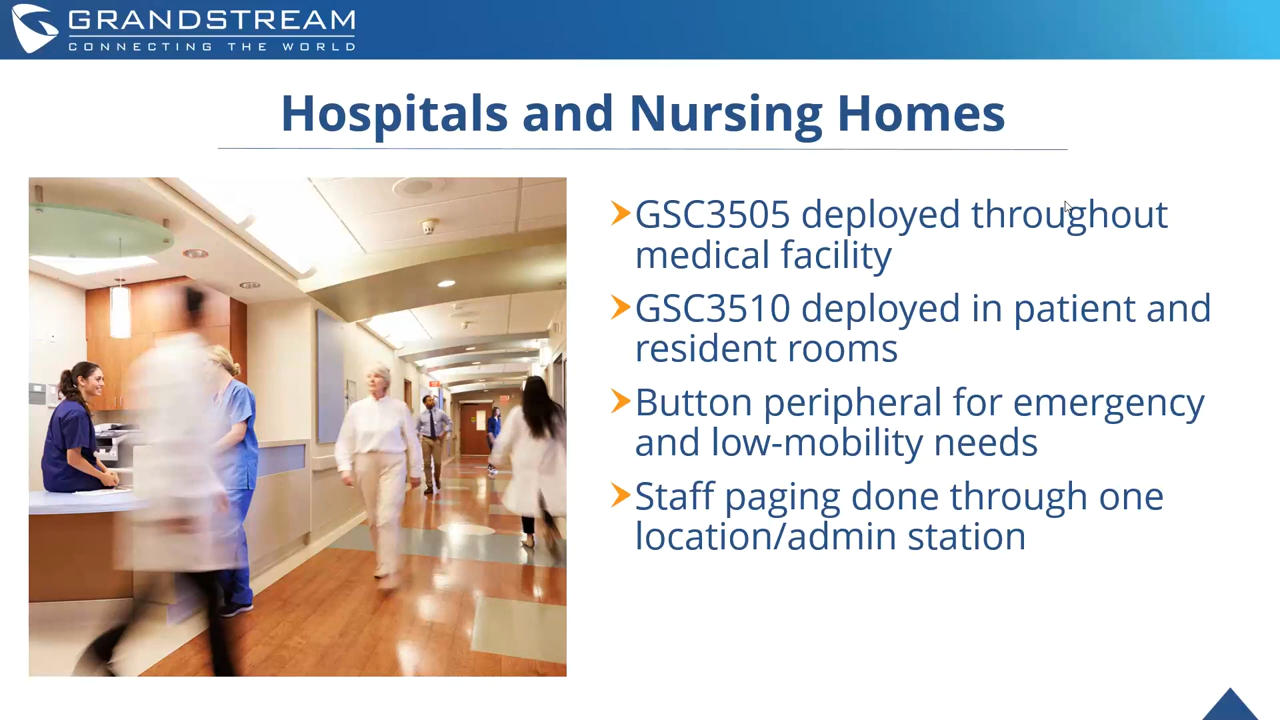 GRANDSTREAM
CONNECTING THE WORLD
Hospitals and Nursing Homes
GSC3505 deployed throughout
medical facility
GSC3510 deployed in patient and
resident rooms
Button peripheral for emergency
and low-mobility needs
Staff paging done through one
location/admin station